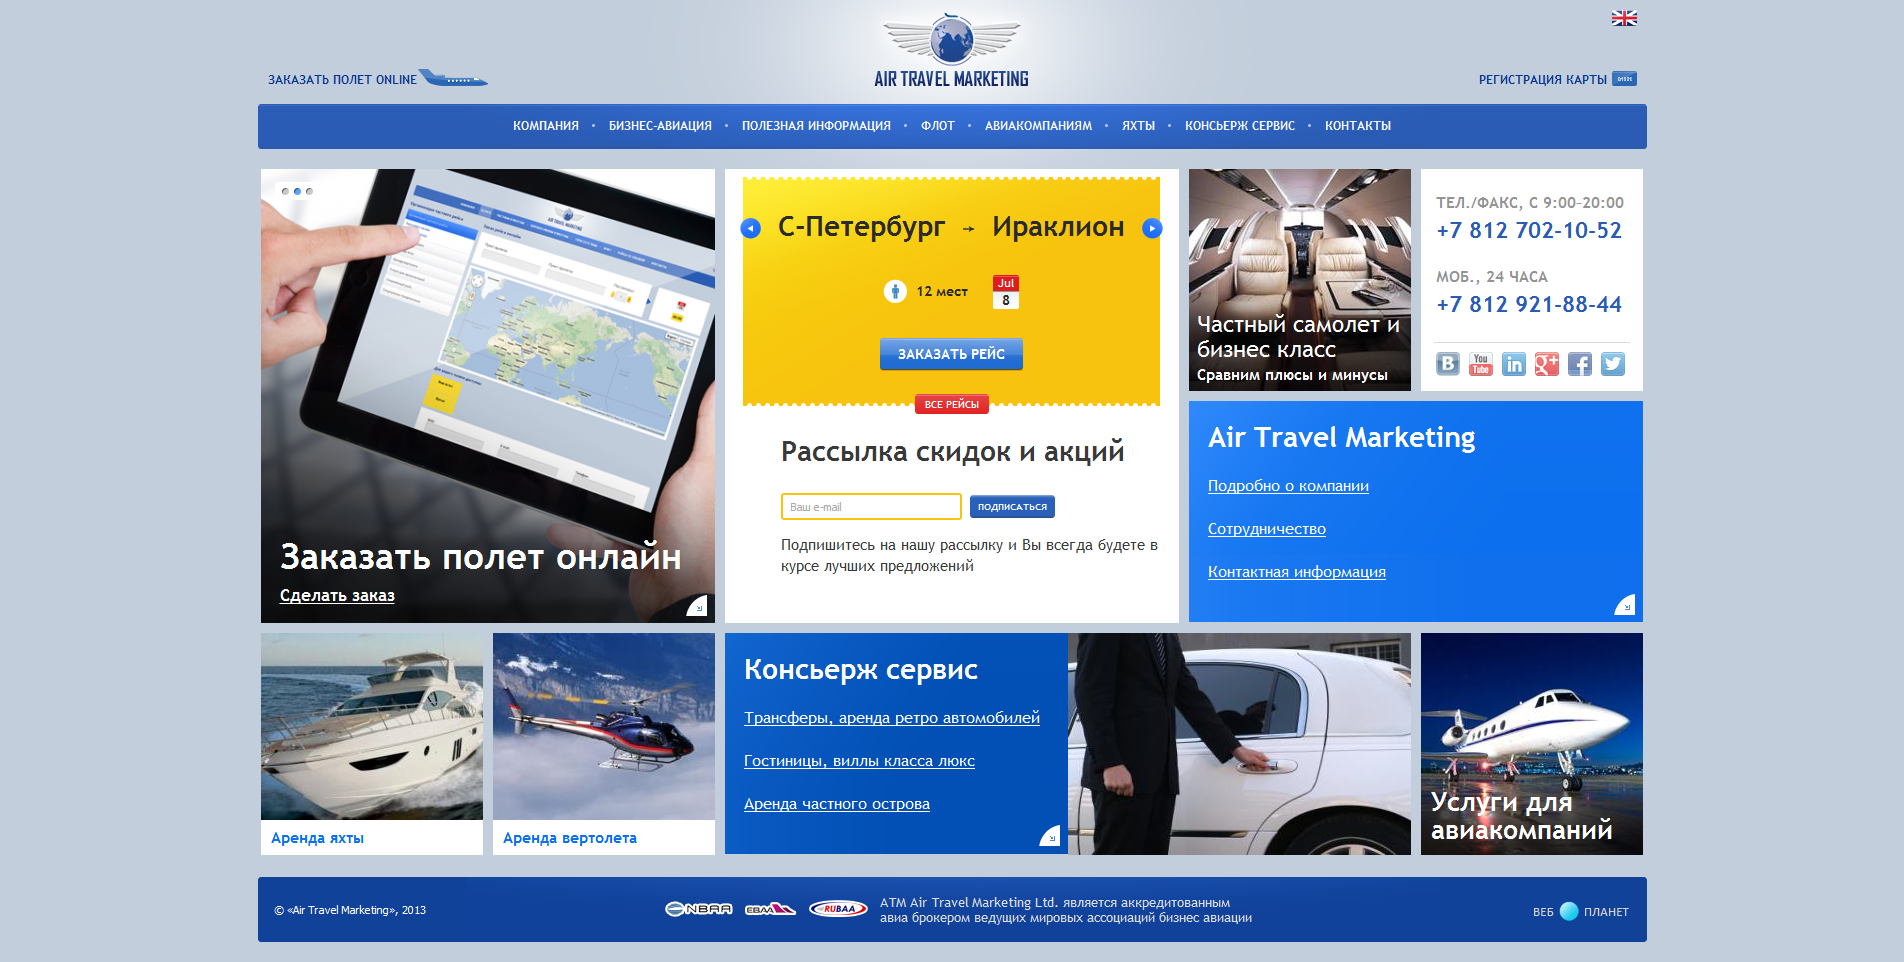 ЗАКАЗАТЬ ПОЛЕТ ONLINE
AIR TRAVEL MARKETING
РЕГИСТРАЦИЯ КАРТЫ
КОМПАНИЯ • БИЗНЕС-АВИАЦИЯ • ПОЛЕЗНАЯ ИНФОРМАЦИЯ • ФЛОТ • АВИАКОМПАНИЯМ • ЯХТЫ • КОНСЬЕРЖ СЕРВИС • КОНТАКТЫ
AIR TRAVEL MARKETING
Заказать полет онлайн
Сделать заказ
С-Петербург → Ираклион
12 мест
Jul
8
ЗАКАЗАТЬ РЕЙС
ВСЕ РЕЙСЫ
Рассылка скидок и акций
Ваш e-mail
ПОДПИСАТЬСЯ
Подпишитесь на нашу рассылку и Вы всегда будете в
курсе лучших предложений
Частный самолет и
бизнес класс
Сравним плюсы и минусы
ТЕЛ./ФАКС, С 9:00-20:00
+7 812 702-10-52
МОБ., 24 ЧАСА
+7 812 921-88-44
B
You
Tube
in
g+
f
Air Travel Marketing
Подробно о компании
Сотрудничество
Контактная информация
Аренда яхты
Аренда вертолета
Консьерж сервис
Трансферы, аренда ретро автомобилей
Гостиницы, виллы класса люкс
Аренда частного острова
Услуги для
авиакомпаний
© «Air Travel Marketing», 2013
NBAA
EBAA
RUBAA
ATM Air Travel Marketing Ltd. является аккредитованным
авиа брокером ведущих мировых ассоциаций бизнес авиации
ВЕБ ПЛАНЕТ